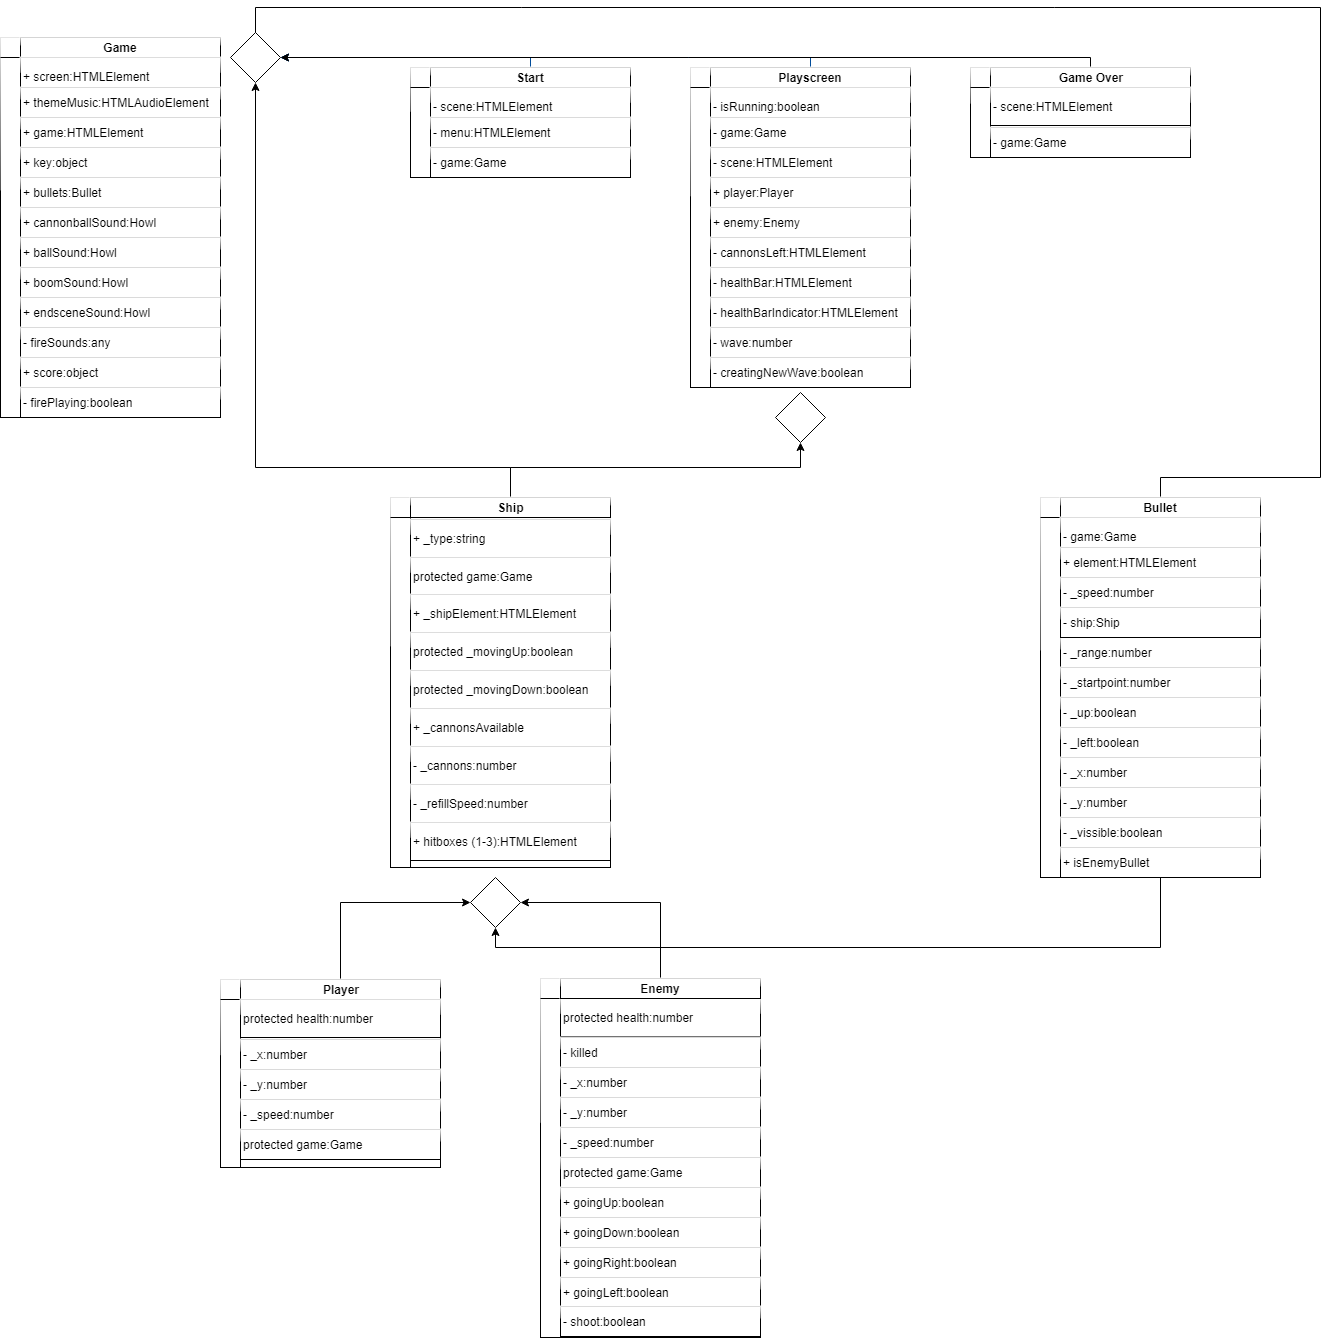 Game
+ screen:HTMLElement
+ themeMusic:HTMLAudioElement
+ game:HTMLElement
+ key:object
+ bullets:Bullet
+ cannonballSound:Howl
+ ballSound:Howl
+ boomSound:Howl
+ endsceneSound:Howl
- fireSounds:any
+ score:object
- firePlaying:boolean
Start
- scene:HTMLElement
- menu:HTMLElement
- game:Game
Playscreen
- isRunning:boolean
- game:Game
- scene:HTMLElement
+ player:Player
+ enemy:Enemy
- cannonsLeft:HTMLElement
- healthBar:HTMLElement
- healthBarIndicator:HTMLElement
- wave:number
- creatingNewWave:boolean
Game Over
- scene:HTMLElement
- game:Game
Ship
+ _type:string
protected game:Game
+ _shipElement:HTMLElement
protected _movingUp:boolean
protected _movingDown:boolean
+ _cannonsAvailable
- _cannons:number
- _refillSpeed:number
+ hitboxes (1-3):HTMLElement
Bullet
- game:Game
+ element:HTMLElement
- _speed:number
- ship:Ship
- _range:number
- _startpoint:number
- _up:boolean
- _left:boolean
- _x:number
- _y:number
- _vissible:boolean
+ isEnemyBullet
Player
protected health:number
- _x:number
- _y:number
- _speed:number
protected game:Game
Enemy
protected health:number
- killed
- _x:number
- _y:number
- _speed:number
protected game:Game
+ goingUp:boolean
+ goingDown:boolean
+ goingRight:boolean
+ goingLeft:boolean
- shoot:boolean